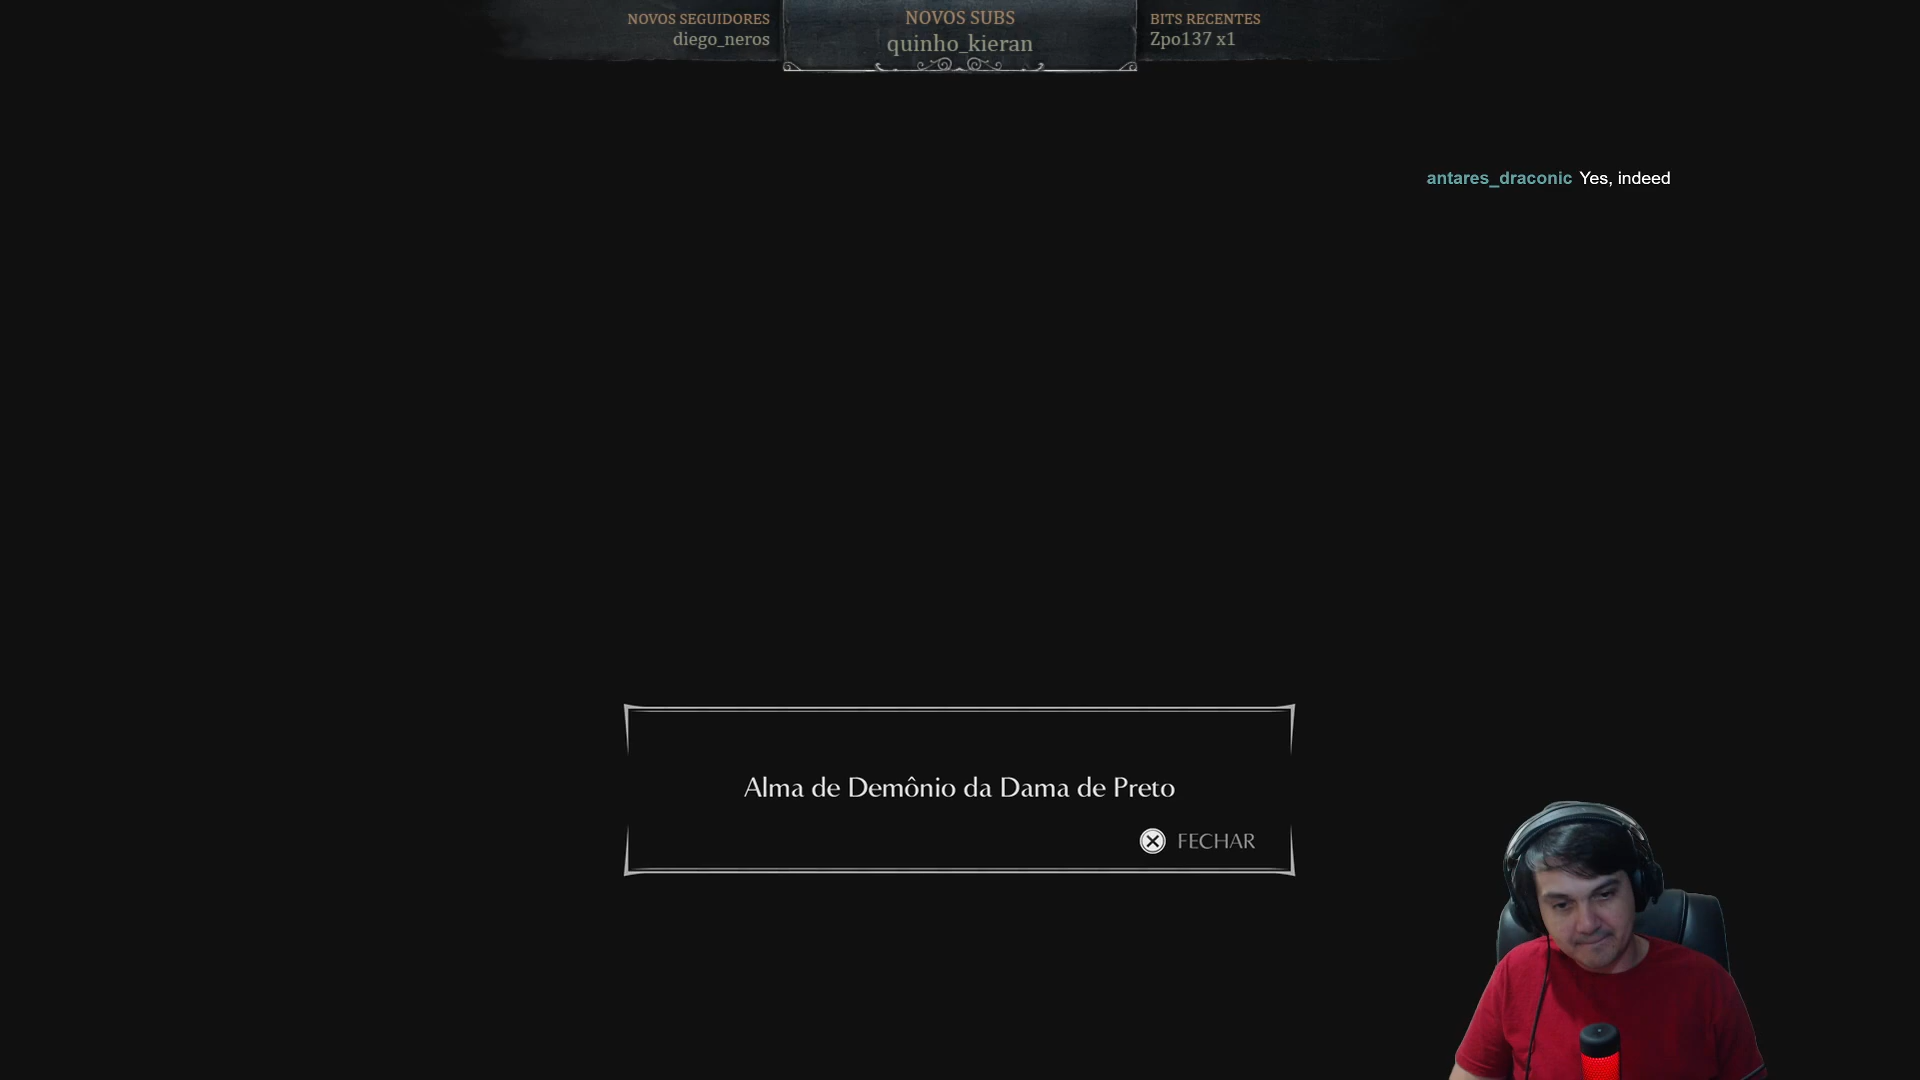 NOVOS SEGUIDORES
diego_neros
NOVOS SUBS
quinho_kieran
BITS RECENTES
Zpo137 x1
antares_draconic Yes, indeed
Alma de Demônio da Dama de Preto
FECHAR